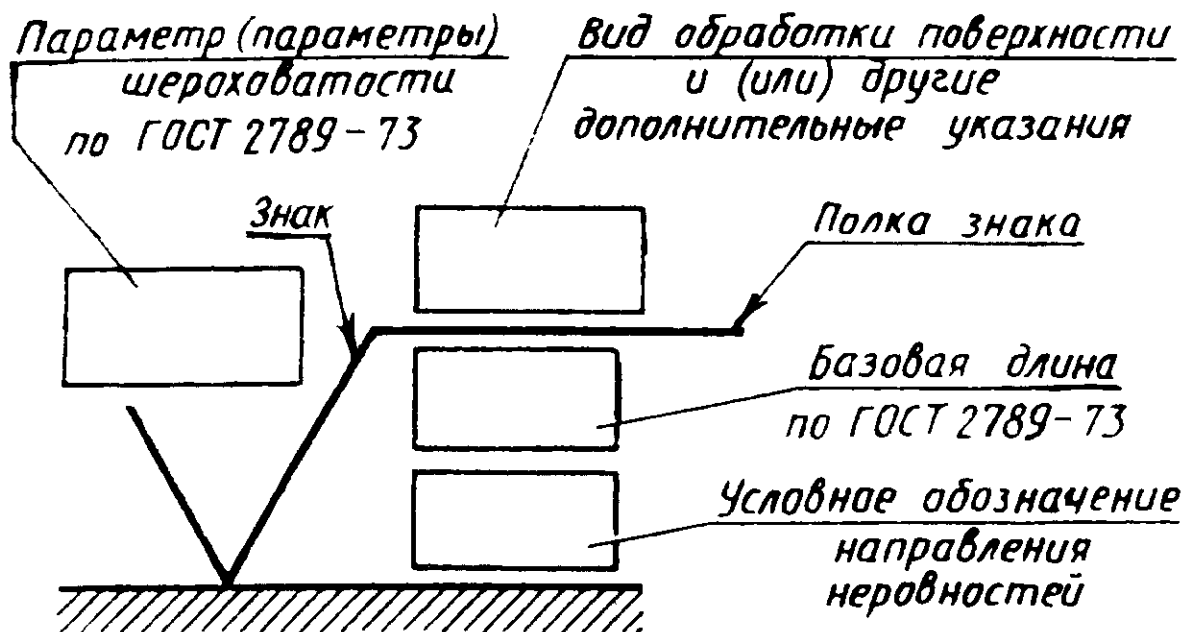 Параметр (параметры)
шероховатости
по ГОСТ 2789-73
Вид обработки поверхности
и (или) другие
дополнительные указания
Знак
Полка знака
Базовая длина
по ГОСТ 2789-73
Условное обозначение
направления
неровностей